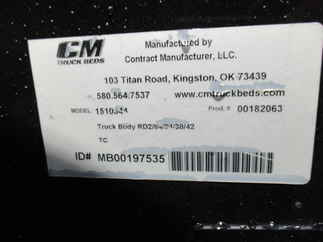 CM
TRUCK BEDS
Manufactured by
Contract Manufacturer, LLC.
103 Titan Road, Kingston, OK 73439
580.564.7537 www.cmtruckbeds.com
MODEL Prod. # 00182063
Truck Body
TC
ID# MB00197535